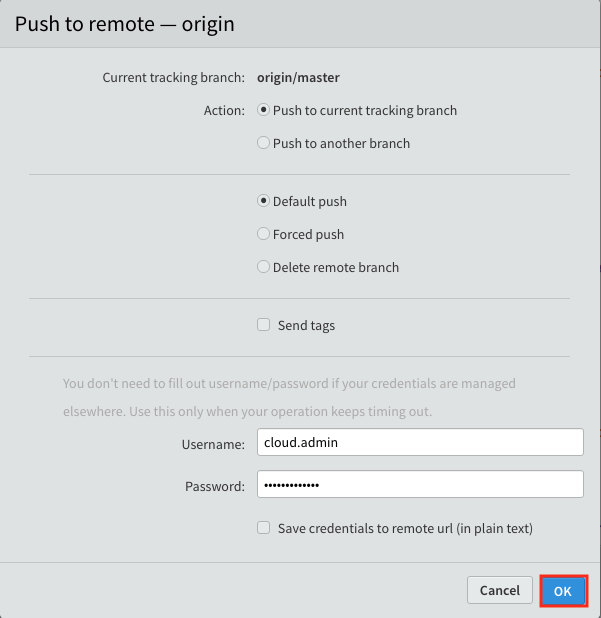 Push to remote — origin
Current tracking branch: origin/master
Action: Push to current tracking branch
Push to another branch
Default push
Forced push
Delete remote branch
Send tags
You don't need to fill out username/password if your credentials are managed
elsewhere. Use this only when your operation keeps timing out.
Username: cloud.admin
Password: •••••••••••••
Save credentials to remote url (in plain text)
Cancel OK